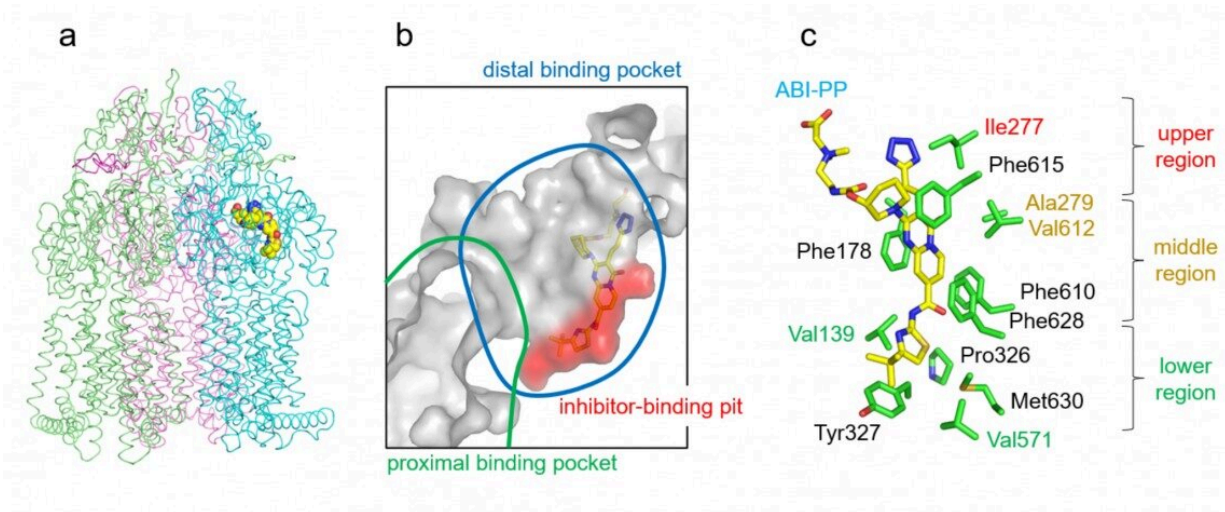 a
b
c
distal binding pocket
inhibitor-binding pit
proximal binding pocket
ABI-PP
Ile277
Phe615
Ala279
Val612
Phe178
Phe610
Phe628
Val139
Pro326
Met630
Tyr327
Val571
upper
region
middle
region
lower
region